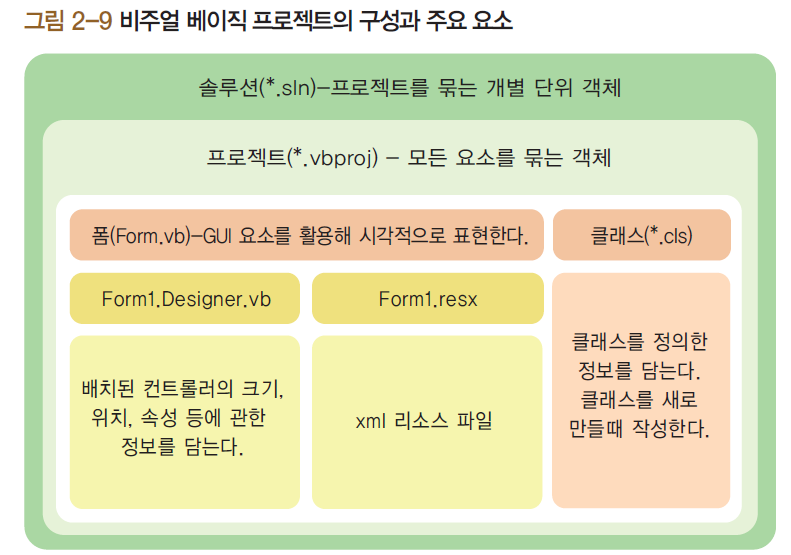 그림 2-9 비주얼 베이직 프로젝트의 구성과 주요 요소
솔루션(*.sln)-프로젝트를 묶는 개별 단위 객체
프로젝트(*.vbproj) - 모든 요소를 묶는 객체
폼(Form.vb)-GUI 요소를 활용해 시각적으로 표현한다.
클래스(*.cls)
Form1.Designer.vb
Form1.resx
배치된 컨트롤러의 크기,
위치, 속성 등에 관한
정보를 담는다.
xml 리소스 파일
클래스를 정의한
정보를 담는다.
클래스를 새로
만들때 작성한다.